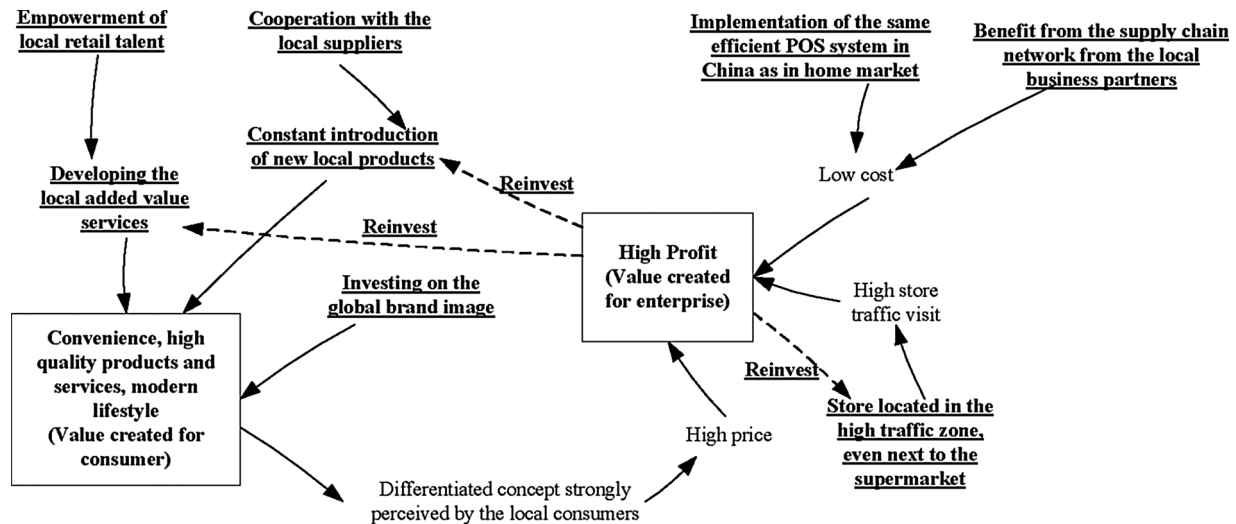 Empowerment of
local retail talent
Cooperation with the
local suppliers
Implementation of the same
efficient POS system in
China as in home market
Benefit from the supply chain
network from the local
business partners
Constant introduction
of new local products
Developing the
local added value
services
Reinvest
Reinvest
Low cost
High Profit
(Value created
for enterprise)
Investing on the
global brand image
High store
traffic visit
Convenience, high
quality products and
services, modern
lifestyle
(Value created for
consumer)
Reinvest
Store located in the
high traffic zone,
even next to the
supermarket
High price
Differentiated concept strongly
perceived by the local consumers